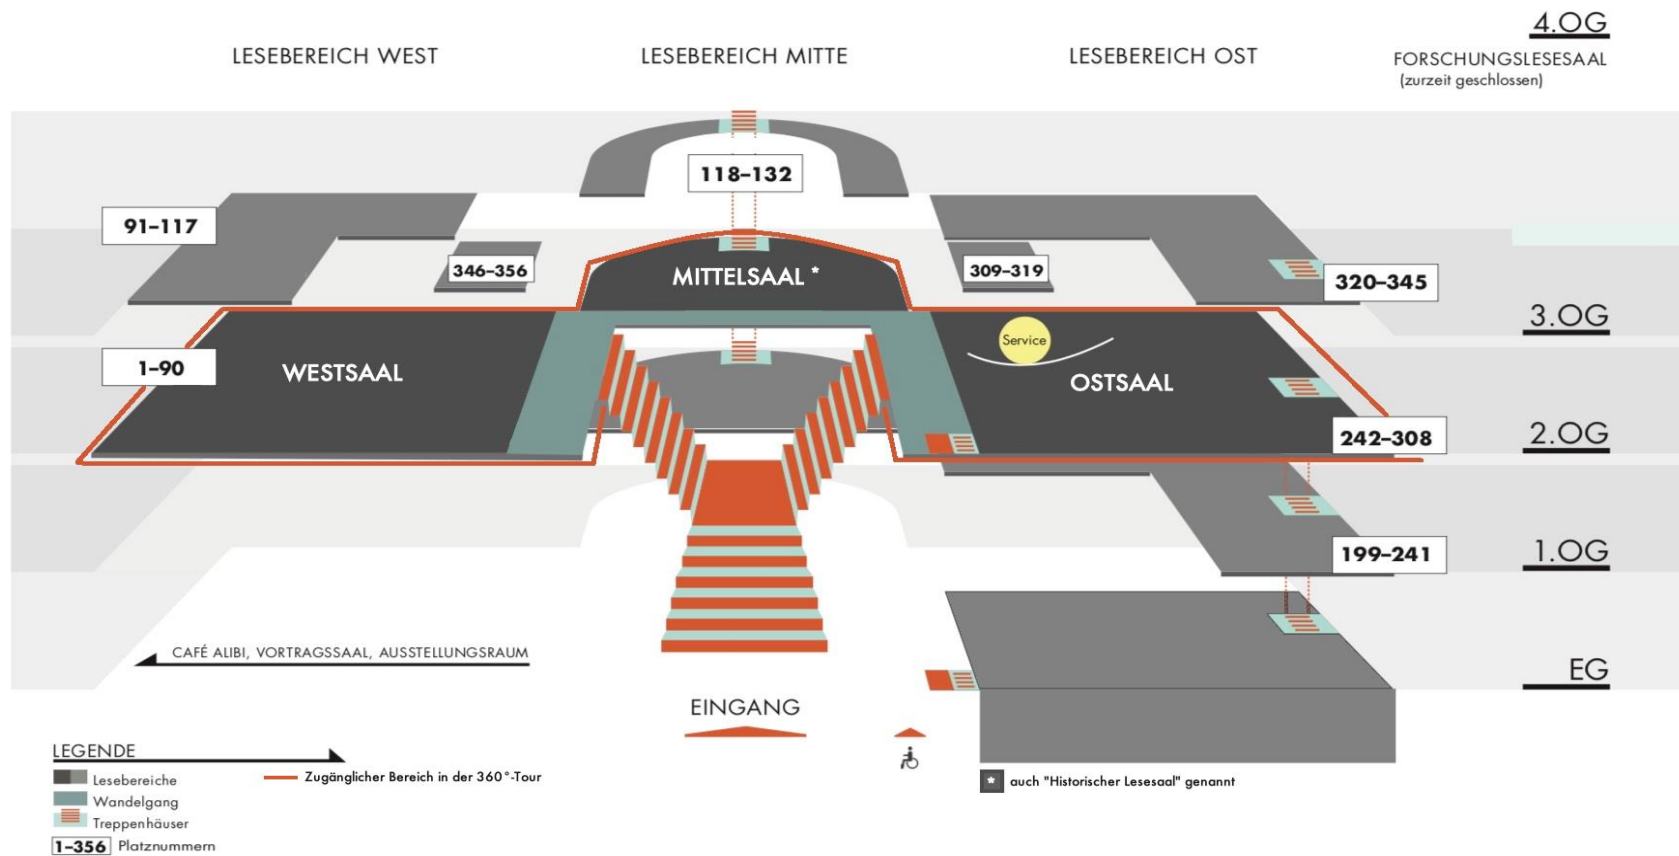 4.OG
LESEBEREICH WEST
LESEBEREICH MITTE
LESEBEREICH OST
FORSCHUNGSLESESAAL
(zurzeit geschlossen)
118–132
91–117
346–356
MITTELSAAL *
309–319
320–345
3.OG
Service
1–90
WESTSAAL
OSTSAAL
242–308
2.OG
199–241
1.OG
CAFÉ ALIBI, VORTRAGSSAAL, AUSSTELLUNGSRAUM
EG
EINGANG
LEGENDE
Lesebereiche
Zugänglicher Bereich in der 360°-Tour
* auch "Historischer Lesesaal" genannt
Wandelgang
Treppenhäuser
1–356 Platznummern